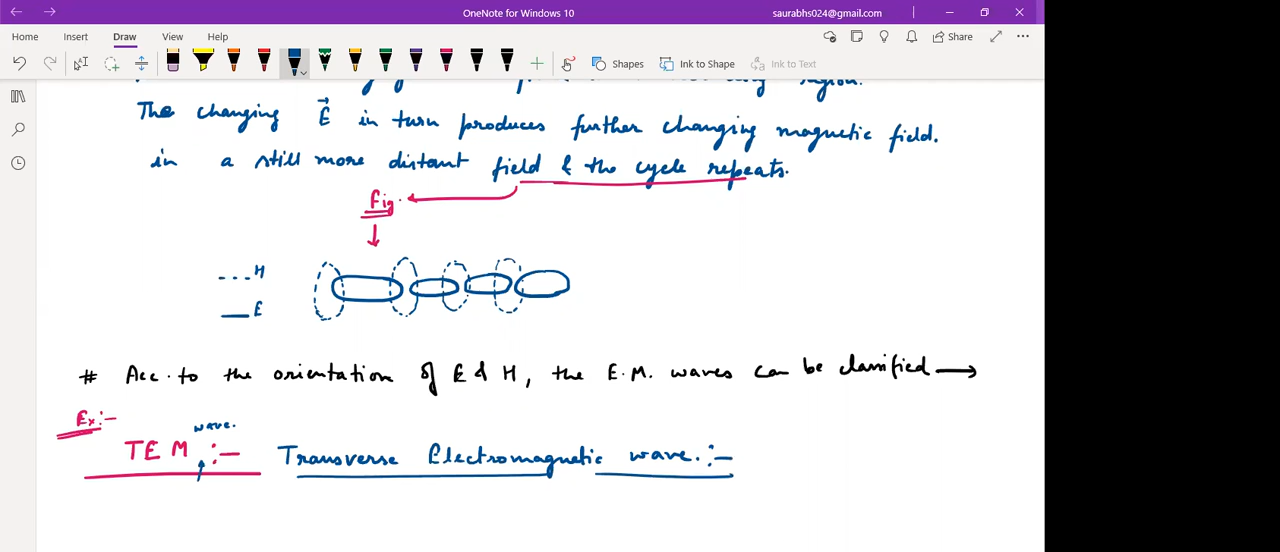 OneNote for Windows 10
saurabhs024@gmail.com
Home Insert Draw View Help
Share
Shapes Ink to Shape Ink to Text
region.
The changing E⃗ in turn produces further changing magnetic field.
in a still more distant field & the cycle repeats.
Fig.
--- H
— E
# Acc. to the orientation of E & H, the E.M. waves can be classified →
Ex:-
wave.
TEM :- Transverse Electromagnetic wave. :-